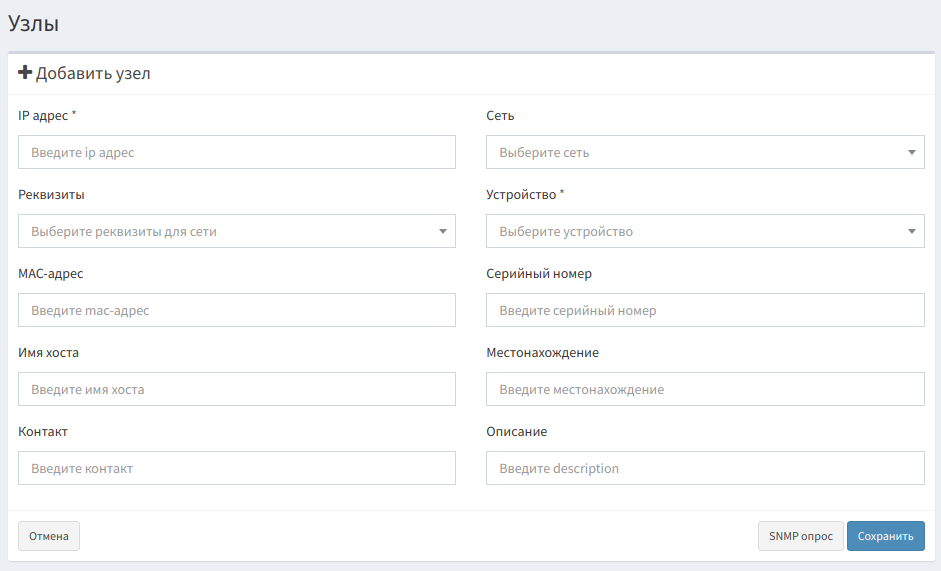 Узлы
Добавить узел
IP адрес *
Сеть
Введите ip адрес
Выберите сеть
Реквизиты
Устройство *
Выберите реквизиты для сети
Выберите устройство
MAC-адрес
Серийный номер
Введите mac-адрес
Введите серийный номер
Имя хоста
Местонахождение
Введите имя хоста
Введите местонахождение
Контакт
Описание
Введите контакт
Введите description
Отмена
SNMP опрос
Сохранить